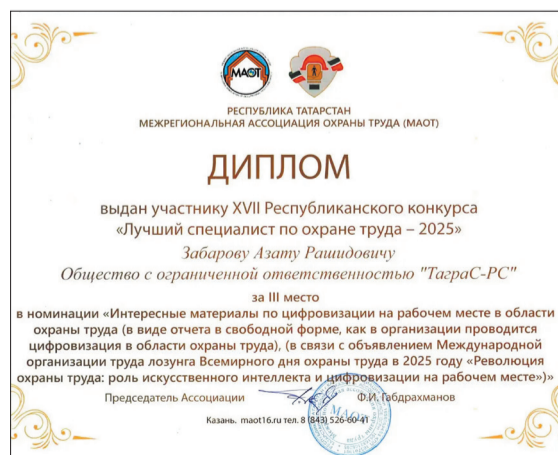 МАОТ
РЕСПУБЛИКА ТАТАРСТАН
МЕЖРЕГИОНАЛЬНАЯ АССОЦИАЦИЯ ОХРАНЫ ТРУДА (МАОТ)
ДИПЛОМ
выдан участнику XVII Республиканского конкурса
«Лучший специалист по охране труда – 2025»
Забарову Азату Рашидовичу
Общество с ограниченной ответственностью "ТаграС-РС"
за III место
в номинации «Интересные материалы по цифровизации на рабочем месте в области
охраны труда (в виде отчета в свободной форме, как в организации проводится
цифровизация в области охраны труда), (в связи с объявлением Международной
организации труда лозунга Всемирного дня охраны труда в 2025 году «Революция
охраны труда: роль искусственного интеллекта и цифровизации на рабочем месте»)»
Председатель Ассоциации Ф.И. Габдрахманов
Казань. maot16.ru тел. 8 (843) 526-60-41
МАОТ